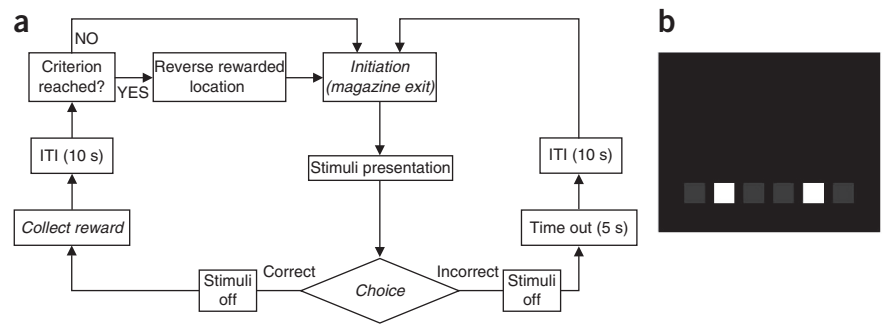 a
b
NO
Criterion
reached?
YES
Reverse rewarded
location
Initiation
(magazine exit)
ITI (10 s)
Stimuli presentation
ITI (10 s)
Collect reward
Time out (5 s)
Stimuli
off
Correct
Choice
Incorrect
Stimuli
off